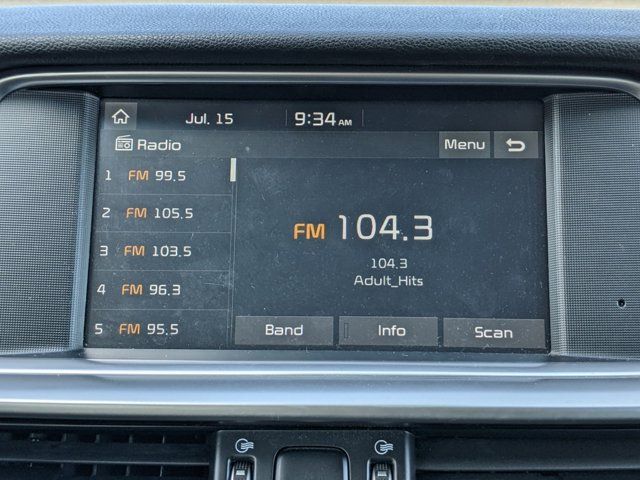 Jul. 15 9:34 AM
Radio Menu
1 FM 99.5
2 FM 105.5
3 FM 103.5
4 FM 96.3
5 FM 95.5
FM 104.3
104.3
Adult_Hits
Band Info Scan